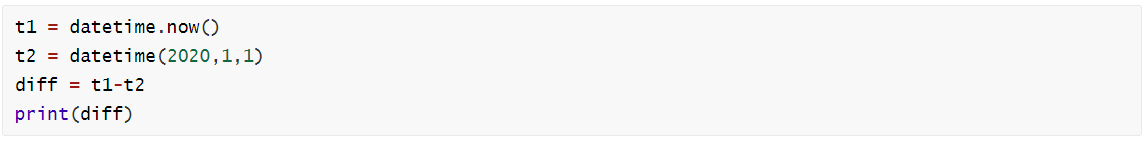 t1 = datetime.now()
t2 = datetime(2020,1,1)
diff = t1-t2
print(diff)